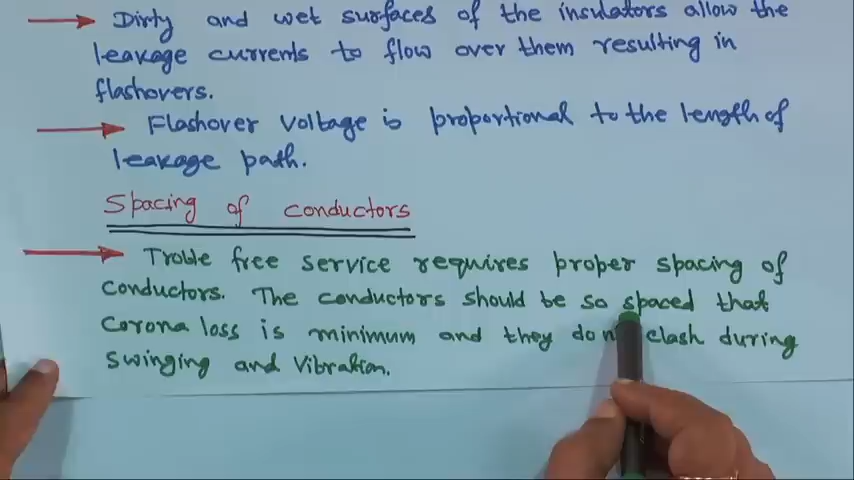 Dirty and wet surfaces of the insulators allow the
leakage currents to flow over them resulting in
flashovers.
Flashover Voltage is proportional to the length of
leakage path.
Spacing of conductors
Troble free service requires proper spacing of
conductors. The conductors should be so spaced that
Corona loss is minimum and they don clash during
Swinging and Vibration.